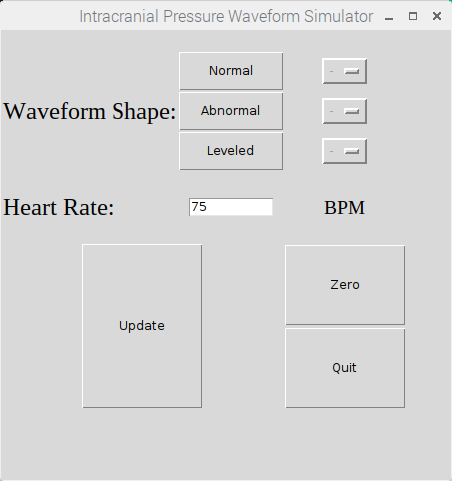 Intracranial Pressure Waveform Simulator
Normal -
Waveform Shape: Abnormal -
Leveled -
Heart Rate: 75 BPM
Update
Zero
Quit